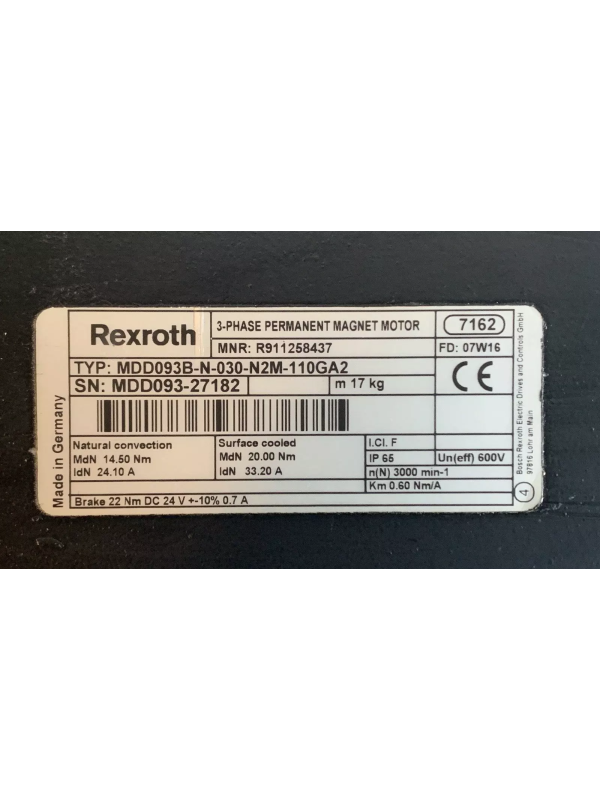 Rexroth
3-PHASE PERMANENT MAGNET MOTOR
7162
MNR: R911258437
FD: 07W16
TYP: MDD093B-N-030-N2M-110GA2
SN: MDD093-27182
m 17 kg
CE
Natural convection
MdN 14.50 Nm
IdN 24.10 A
Surface cooled
MdN 20.00 Nm
IdN 33.20 A
I.Cl. F
IP 65
Un(eff) 600V
n(N) 3000 min-1
Km 0.60 Nm/A
Brake 22 Nm DC 24 V +-10% 0.7 A
Made in Germany
Bosch Rexroth Electric Drives and Controls GmbH
97816 Lohr am Main
4